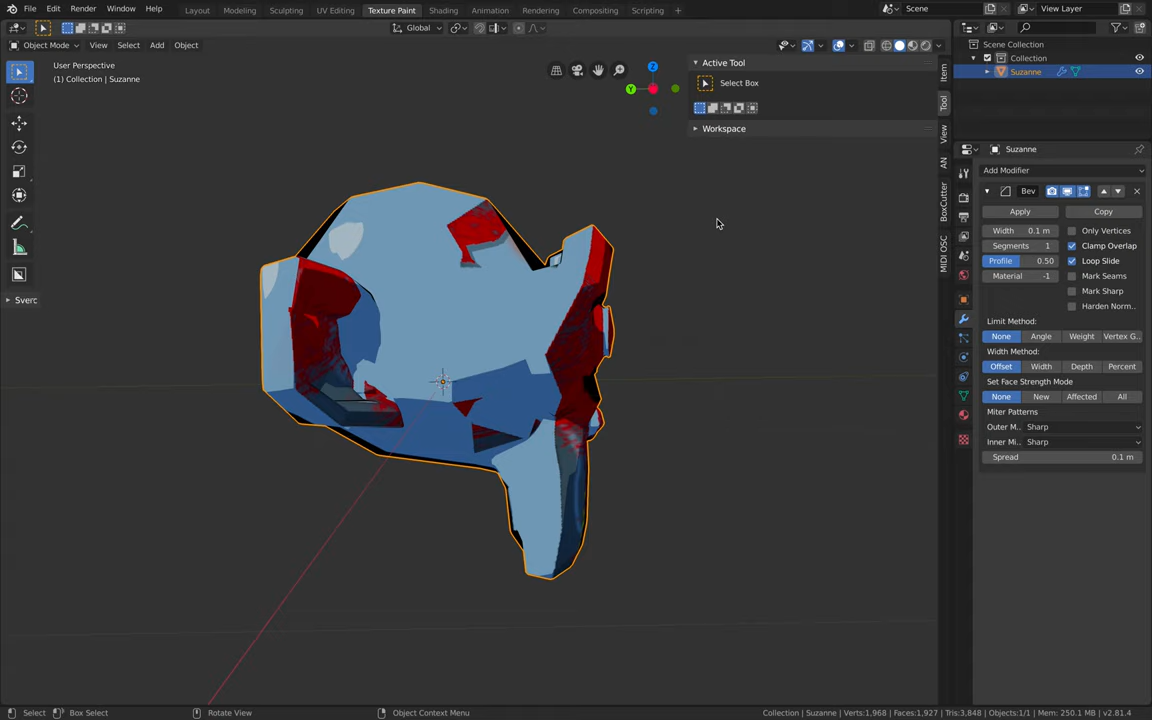 File Edit Render Window Help Layout Modeling Sculpting UV Editing Texture Paint Shading Animation Rendering Compositing Scripting + Scene View Layer
Global
Object Mode View Select Add Object
User Perspective
(1) Collection | Suzanne
Z
Y
Sverc
Active Tool
Select Box
Workspace
Item
Tool
View
AN
BoxCutter
MIDI OSC
Scene Collection
Collection
Suzanne
Suzanne
Add Modifier
Bev
Apply Copy
Width 0.1 m Only Vertices
Segments 1 Clamp Overlap
Profile 0.50 Loop Slide
Material -1 Mark Seams
Mark Sharp
Harden Norm..
Limit Method:
None Angle Weight Vertex G..
Width Method:
Offset Width Depth Percent
Set Face Strength Mode
None New Affected All
Miter Patterns
Outer M.. Sharp
Inner Mi.. Sharp
Spread 0.1 m
Select Box Select Rotate View Object Context Menu Collection | Suzanne | Verts:1,968 | Faces:1,927 | Tris:3,848 | Objects:1/1 | Mem: 250.1 MB | v2.81.4